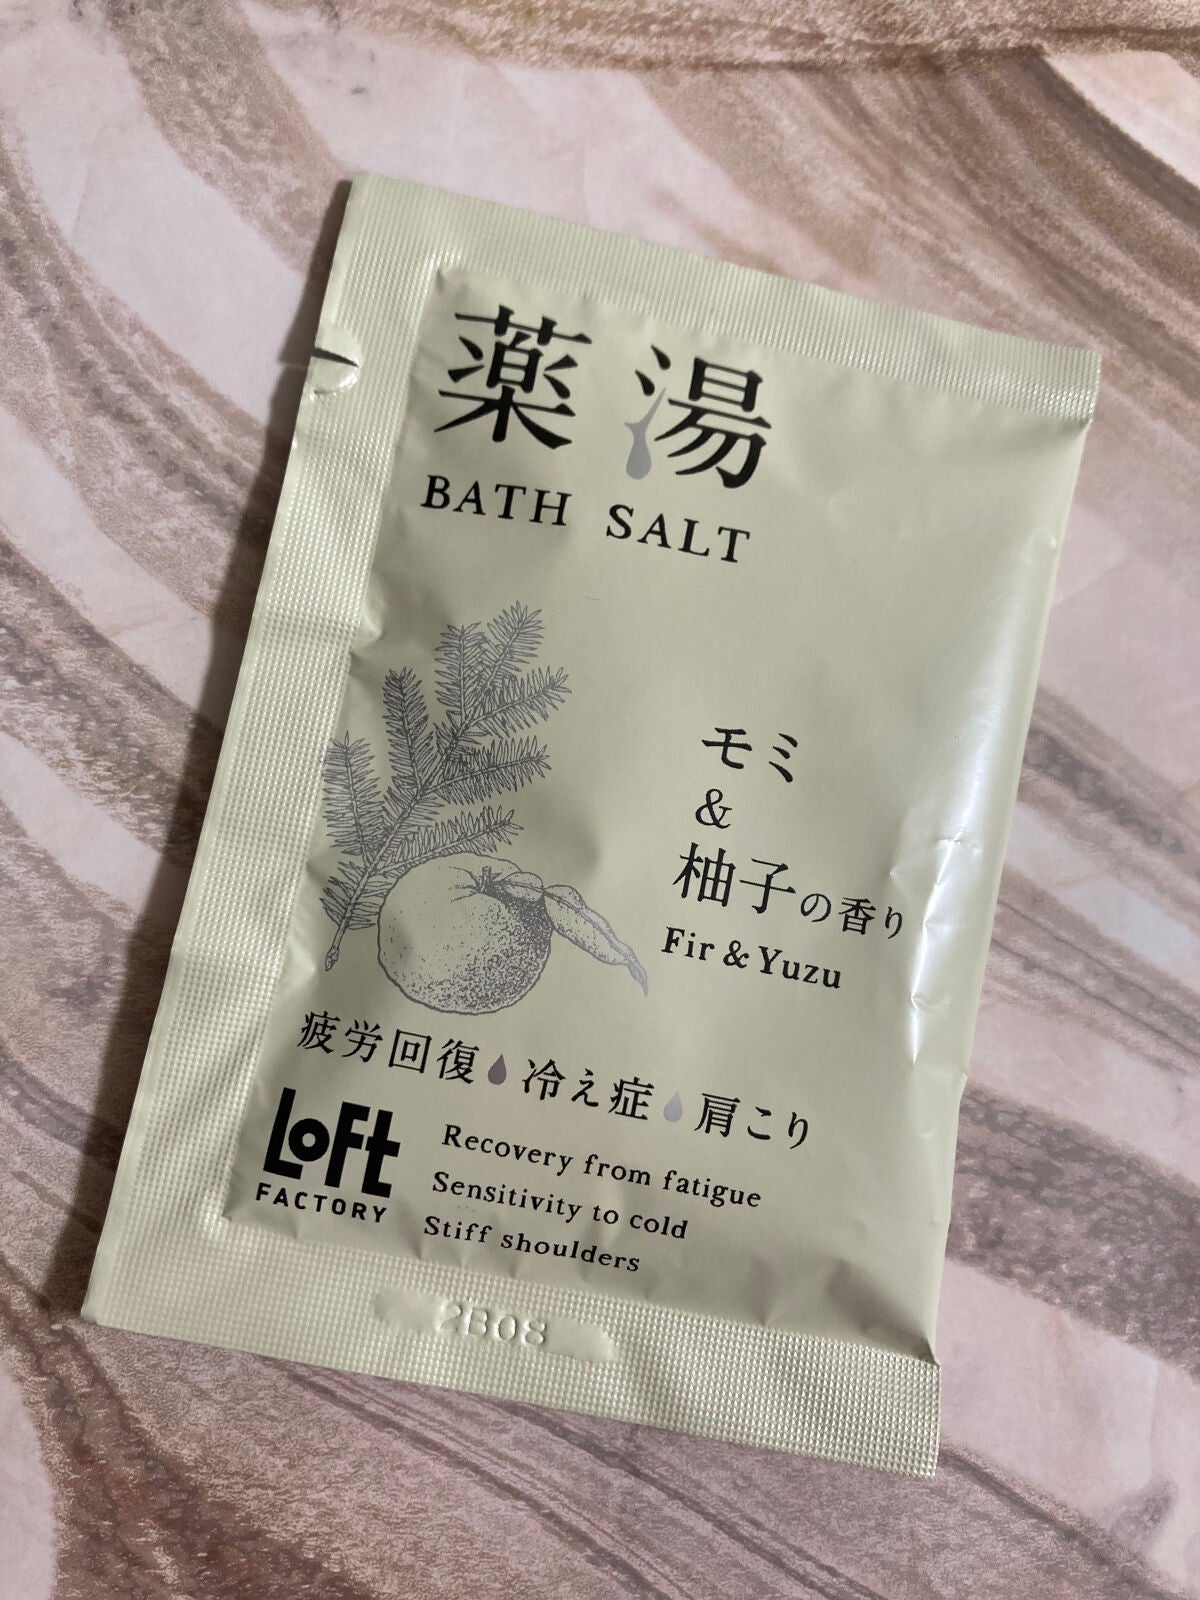 薬湯
BATH SALT
モミ
&
柚子の香り
Fir & Yuzu
疲労回復 冷え症 肩こり
LOFT
FACTORY
Recovery from fatigue
Sensitivity to cold
Stiff shoulders
2B08